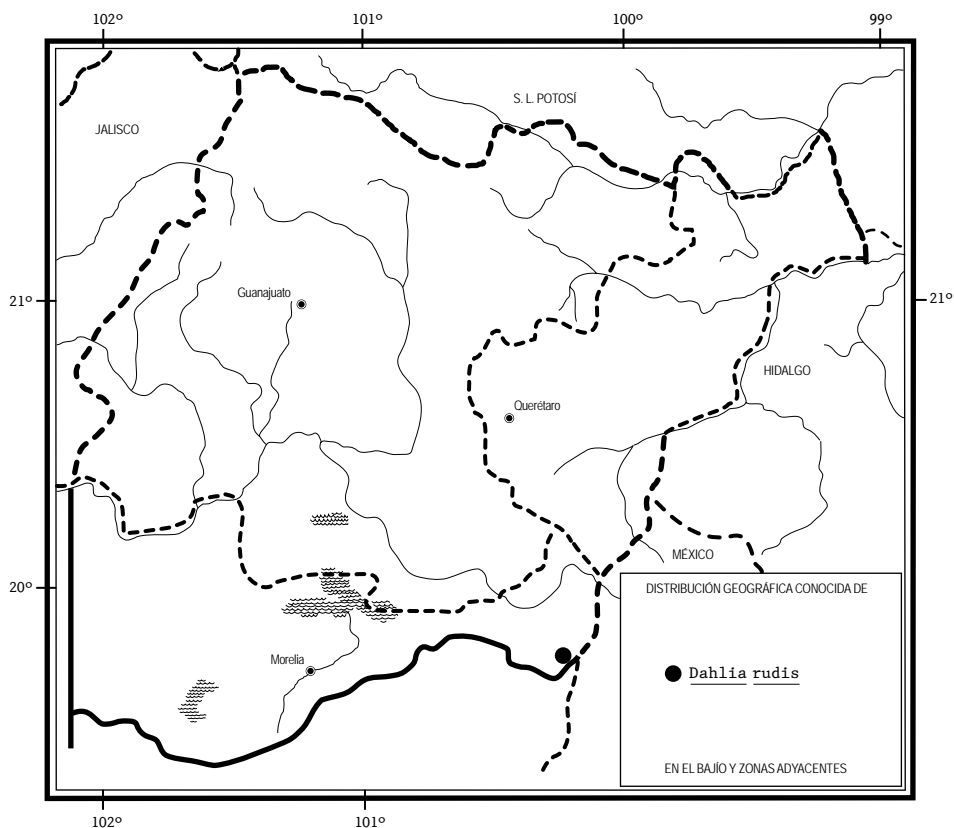 102º 101º 100º 99º
S. L. POTOSÍ
JALISCO
Guanajuato
21º
21º
HIDALGO
Querétaro
MÉXICO
20º
DISTRIBUCIÓN GEOGRÁFICA CONOCIDA DE
Morelia
Dahlia rudis
EN EL BAJÍO Y ZONAS ADYACENTES
102º 101º